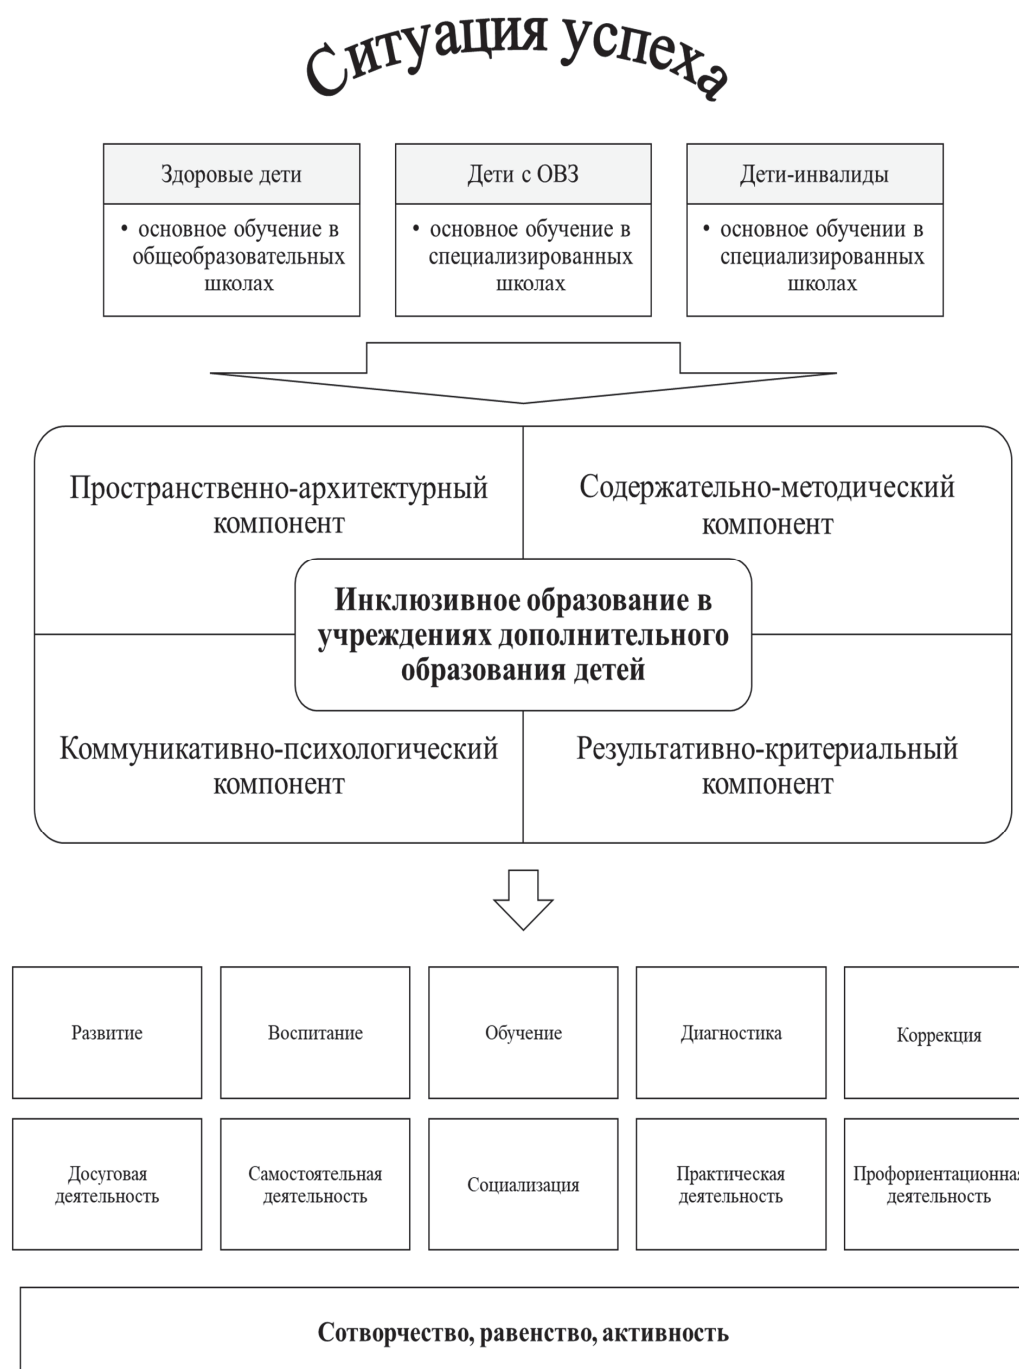 Ситуация успеха
Здоровые дети
• основное обучение в
общеобразовательных
школах
Дети с ОВЗ
• основное обучение в
специализированных
школах
Дети-инвалиды
• основное обучении в
специализированных
школах
Пространственно-архитектурный
компонент
Содержательно-методический
компонент
Инклюзивное образование в
учреждениях дополнительного
образования детей
Коммуникативно-психологический
компонент
Результативно-критериальный
компонент
Развитие
Воспитание
Обучение
Диагностика
Коррекция
Досуговая
деятельность
Самостоятельная
деятельность
Социализация
Практическая
деятельность
Профориентационная
деятельность
Сотворчество, равенство, активность